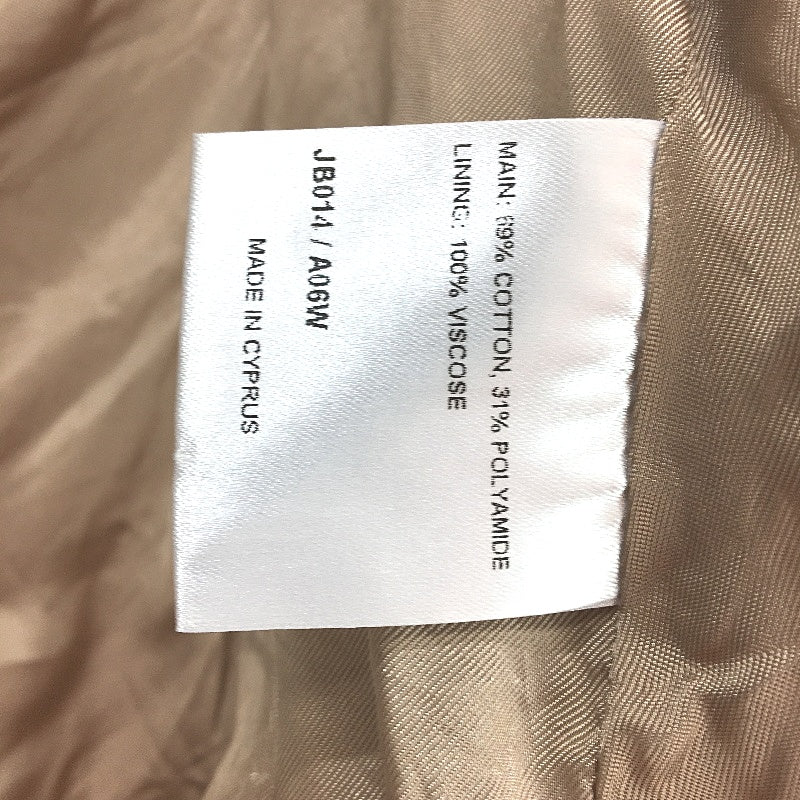 MAIN: 69% COTTON, 31% POLYAMIDE
LINING: 100% VISCOSE
JB014 / A06W
MADE IN CYPRUS